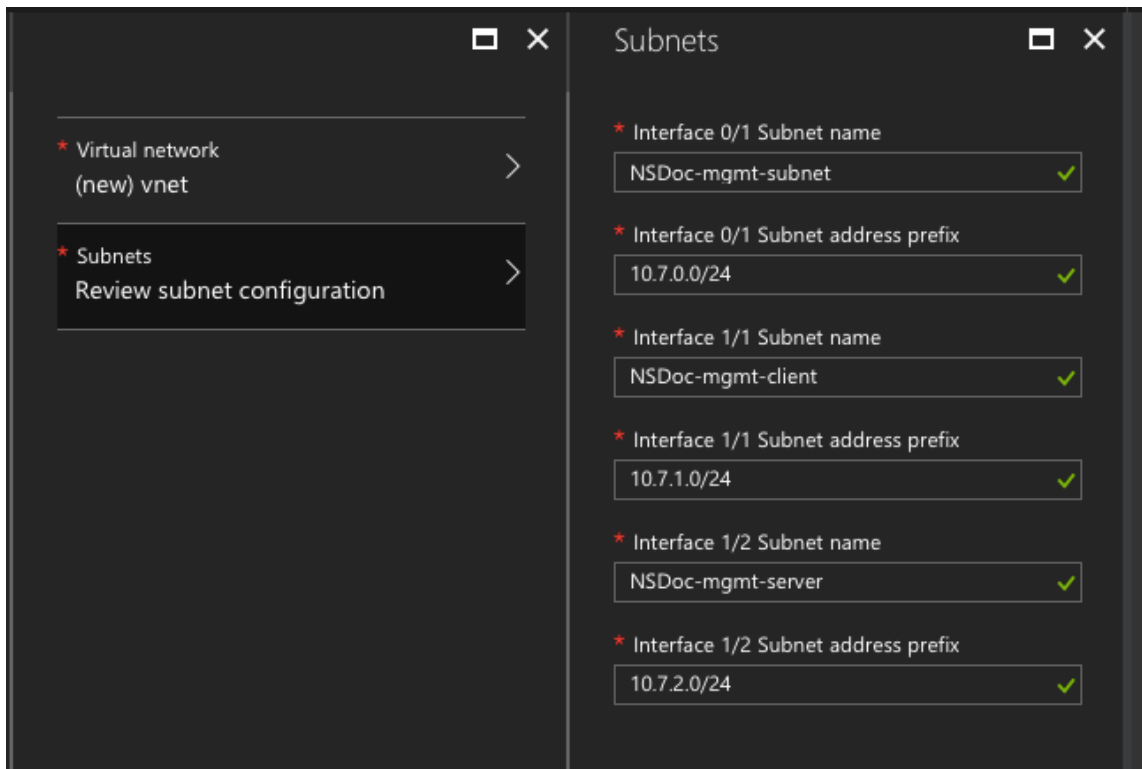 * Virtual network
(new) vnet
* Subnets
Review subnet configuration
Subnets
* Interface 0/1 Subnet name
NSDoc-mgmt-subnet
* Interface 0/1 Subnet address prefix
10.7.0.0/24
* Interface 1/1 Subnet name
NSDoc-mgmt-client
* Interface 1/1 Subnet address prefix
10.7.1.0/24
* Interface 1/2 Subnet name
NSDoc-mgmt-server
* Interface 1/2 Subnet address prefix
10.7.2.0/24